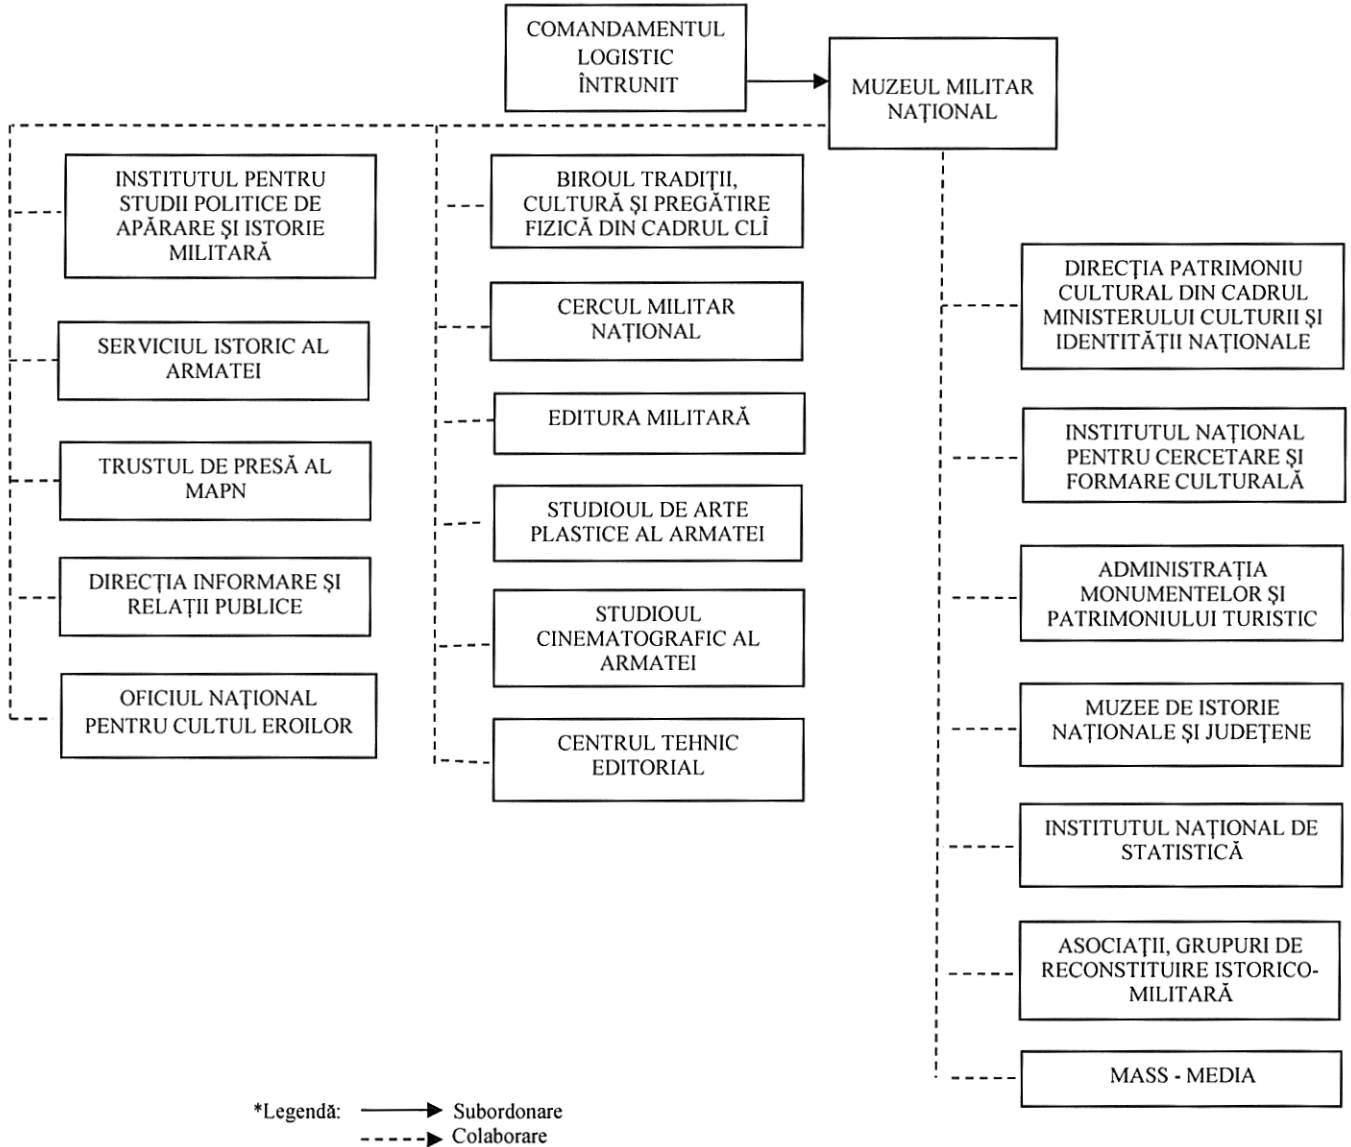 COMANDAMENTUL
LOGISTIC
ÎNTRUNIT
MUZEUL MILITAR
NAȚIONAL
INSTITUTUL PENTRU
STUDII POLITICE DE
APĂRARE ȘI ISTORIE
MILITARĂ
SERVICIUL ISTORIC AL
ARMATEI
TRUSTUL DE PRESĂ AL
MAPN
DIRECȚIA INFORMARE ȘI
RELAȚII PUBLICE
OFICIUL NAȚIONAL
PENTRU CULTUL EROILOR
BIROUL TRADIȚII,
CULTURĂ ȘI PREGĂTIRE
FIZICĂ DIN CADRUL CLÎ
CERCUL MILITAR
NAȚIONAL
EDITURA MILITARĂ
STUDIOUL DE ARTE
PLASTICE AL ARMATEI
STUDIOUL
CINEMATOGRAFIC AL
ARMATEI
CENTRUL TEHNIC
EDITORIAL
DIRECȚIA PATRIMONIU
CULTURAL DIN CADRUL
MINISTERULUI CULTURII ȘI
IDENTITĂȚII NAȚIONALE
INSTITUTUL NAȚIONAL
PENTRU CERCETARE ȘI
FORMARE CULTURALĂ
ADMINISTRAȚIA
MONUMENTELOR ȘI
PATRIMONIULUI TURISTIC
MUZEE DE ISTORIE
NAȚIONALE ȘI JUDEȚENE
INSTITUTUL NAȚIONAL DE
STATISTICĂ
ASOCIAȚII, GRUPURI DE
RECONSTITUIRE ISTORICO-
MILITARĂ
MASS - MEDIA
*Legendă: Subordonare
Colaborare